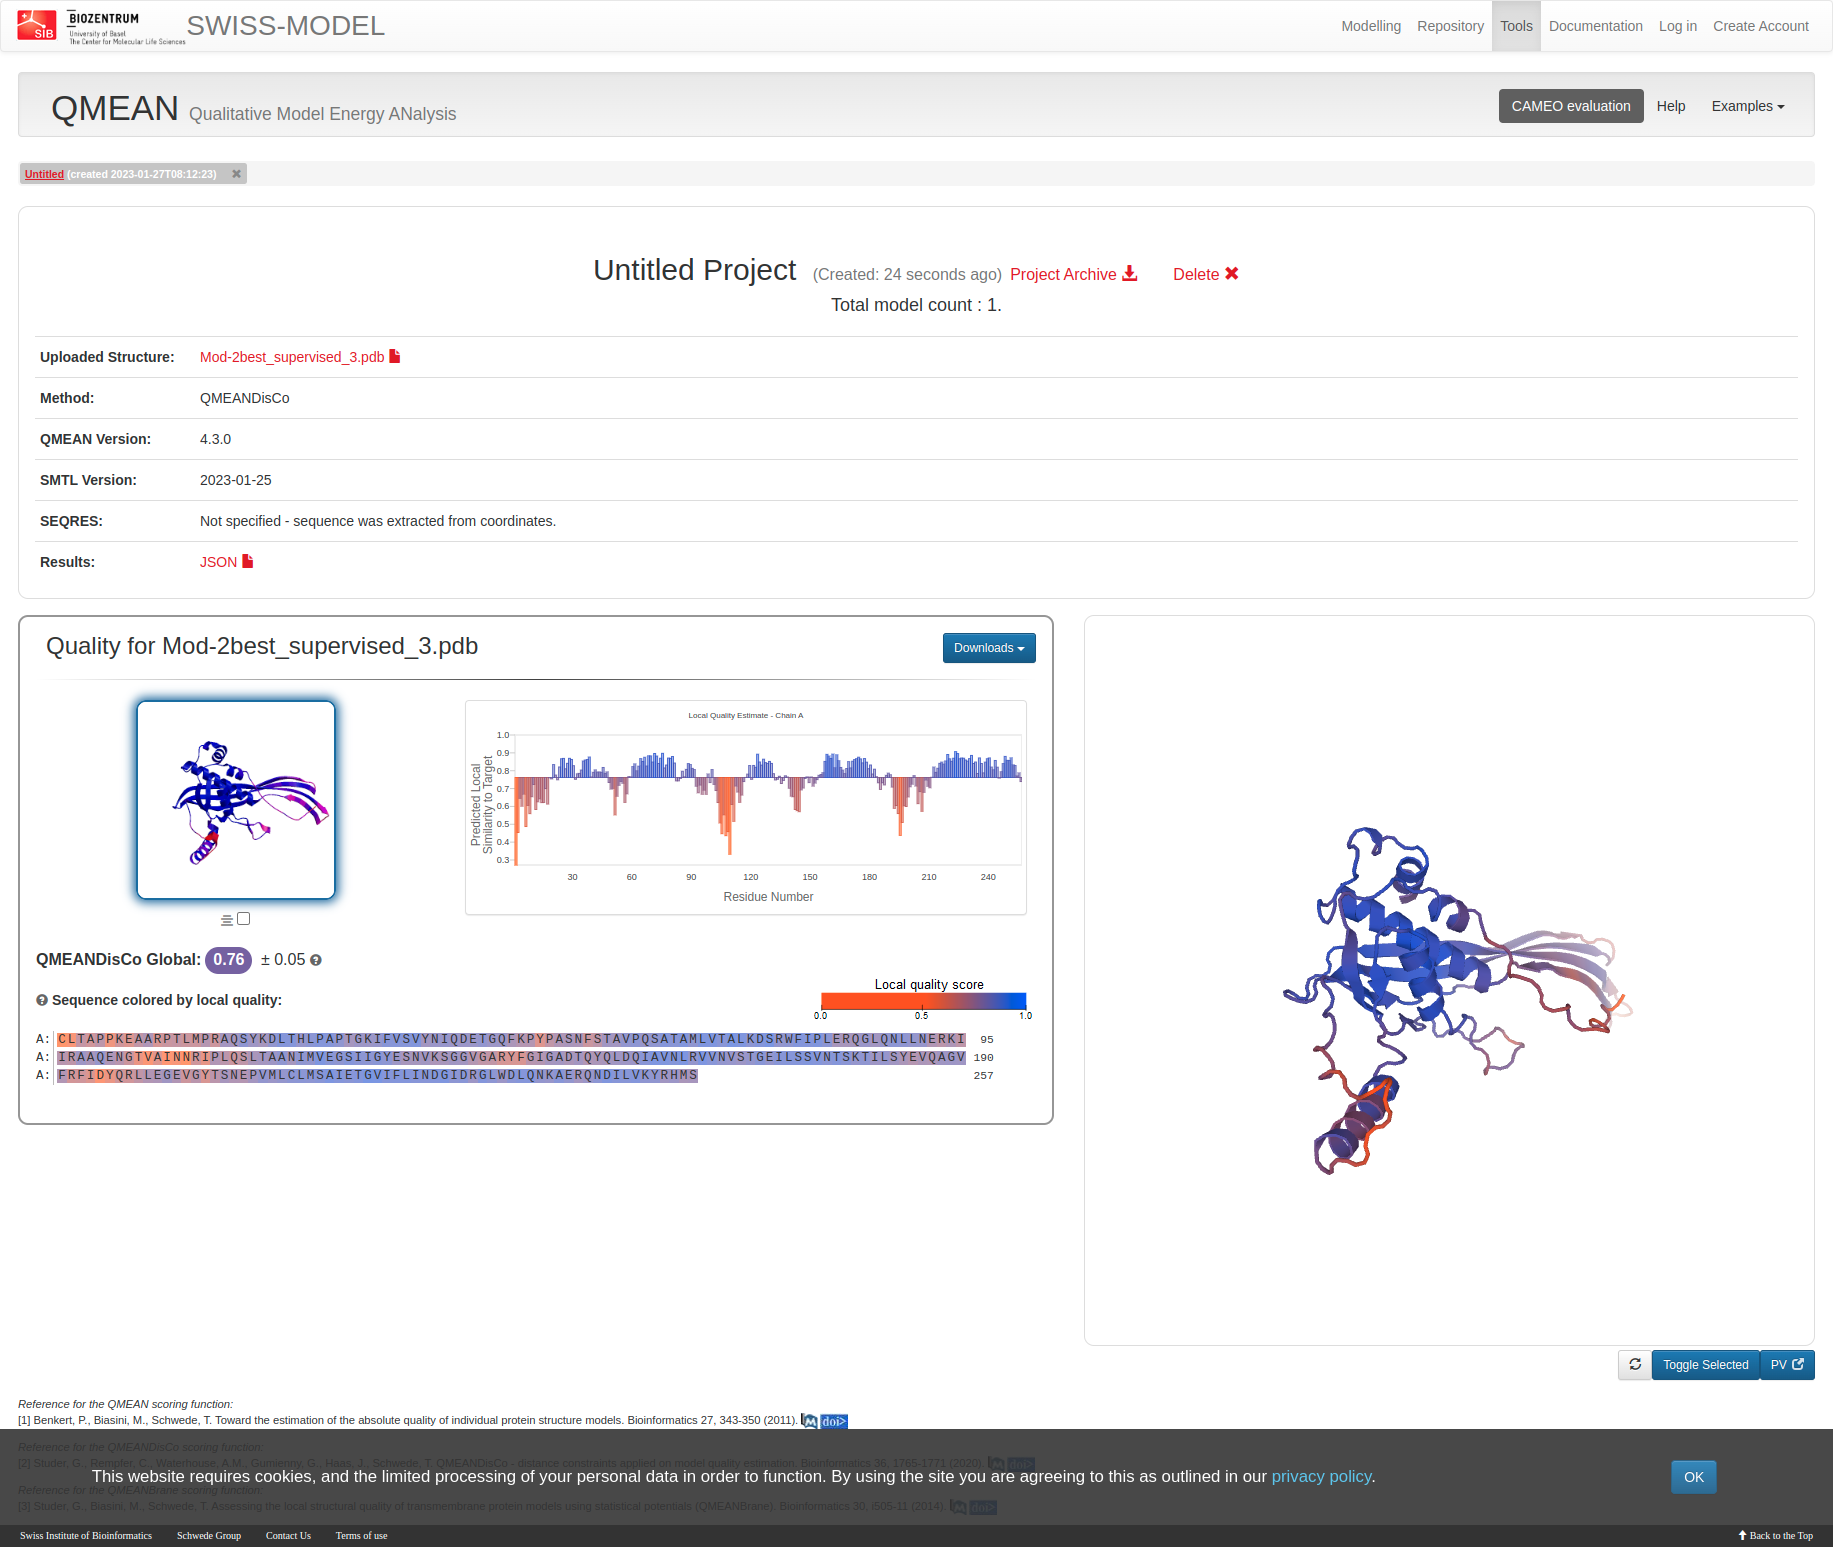 SIB
BIOZENTRUM
University of Basel
The Center for Molecular Life Sciences
SWISS-MODEL
Modelling Repository Tools Documentation Log in Create Account
QMEAN Qualitative Model Energy ANalysis
CAMEO evaluation Help Examples
Untitled (created 2023-01-27T08:12:23) ✖
Untitled Project (Created: 24 seconds ago) Project Archive Delete ✖
Total model count : 1.
Uploaded Structure: Mod-2best_supervised_3.pdb
Method: QMEANDisCo
QMEAN Version: 4.3.0
SMTL Version: 2023-01-25
SEQRES: Not specified - sequence was extracted from coordinates.
Results: JSON
Quality for Mod-2best_supervised_3.pdb
Downloads
Local Quality Estimate - Chain A
Predicted Local
Similarity to Target
1.0
0.9
0.8
0.7
0.6
0.5
0.4
0.3
30 60 90 120 150 180 210 240
Residue Number
QMEANDisCo Global: 0.76 ± 0.05
Sequence colored by local quality:
Local quality score
0.0 0.5 1.0
A: CLTAPPKEAARPTLMPRAQSYKDLTHLPAPTGKIFVSVYNIQDETGQFKPYPASNFSTAVPQSATAMLVTALKDSRWFIPLERQGLQNLLNERKI 95
A: IRAAQENGTVAINNRIPLQSLTAANIMVEGSIIGYESNVKSGGVGARYFGIGADTQYQLDQIAVNLRVVNVSTGEILSSVNTSKTILSYEVQAGV 190
A: FRFIDYQRLLEGEVGYTSNEPVMLCLMSAIETGVIFLINDGIDRGLWDLQNKAERQNDILVKYRHMS 257
Toggle Selected PV
Reference for the QMEAN scoring function:
[1] Benkert, P., Biasini, M., Schwede, T. Toward the estimation of the absolute quality of individual protein structure models. Bioinformatics 27, 343-350 (2011). M doi>
Reference for the QMEANDisCo scoring function:
[2] Studer, G., Rempfer, C., Waterhouse, A.M., Gumienny, G., Haas, J., Schwede, T. QMEANDisCo - distance constraints applied on model quality estimation. Bioinformatics 36, 1765-1771 (2020). M doi>
This website requires cookies, and the limited processing of your personal data in order to function. By using the site you are agreeing to this as outlined in our privacy policy.
OK
Reference for the QMEANBrane scoring function:
[3] Studer, G., Biasini, M., Schwede, T. Assessing the local structural quality of transmembrane protein models using statistical potentials (QMEANBrane). Bioinformatics 30, i505-11 (2014). M doi>
Swiss Institute of Bioinformatics Schwede Group Contact Us Terms of use
Back to the Top